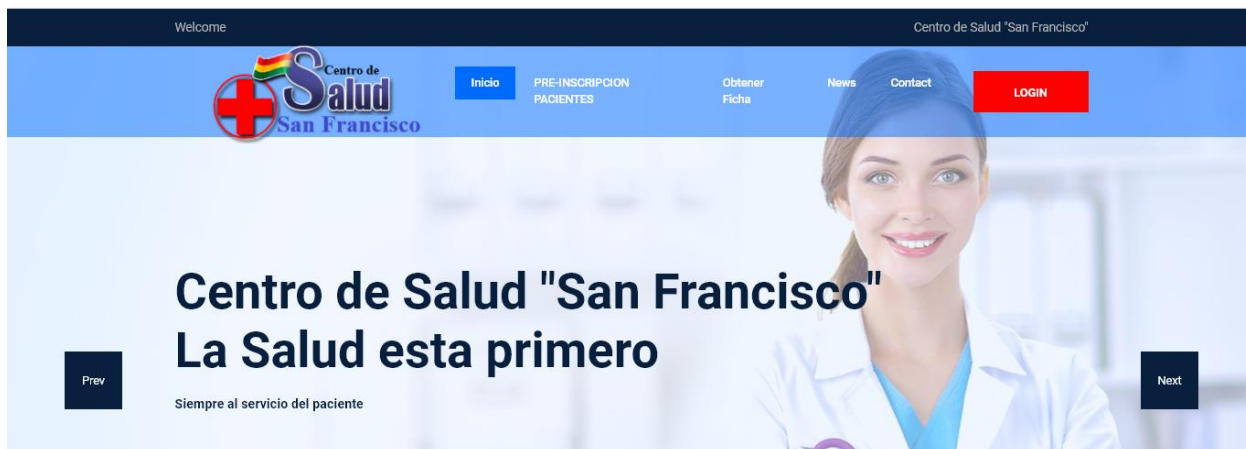 Welcome
Centro de Salud "San Francisco"
Centro de
Salud
San Francisco
Inicio
PRE-INSCRIPCION
PACIENTES
Obtener
Ficha
News
Contact
LOGIN
Centro de Salud "San Francisco"
La Salud esta primero
Prev
Next
Siempre al servicio del paciente